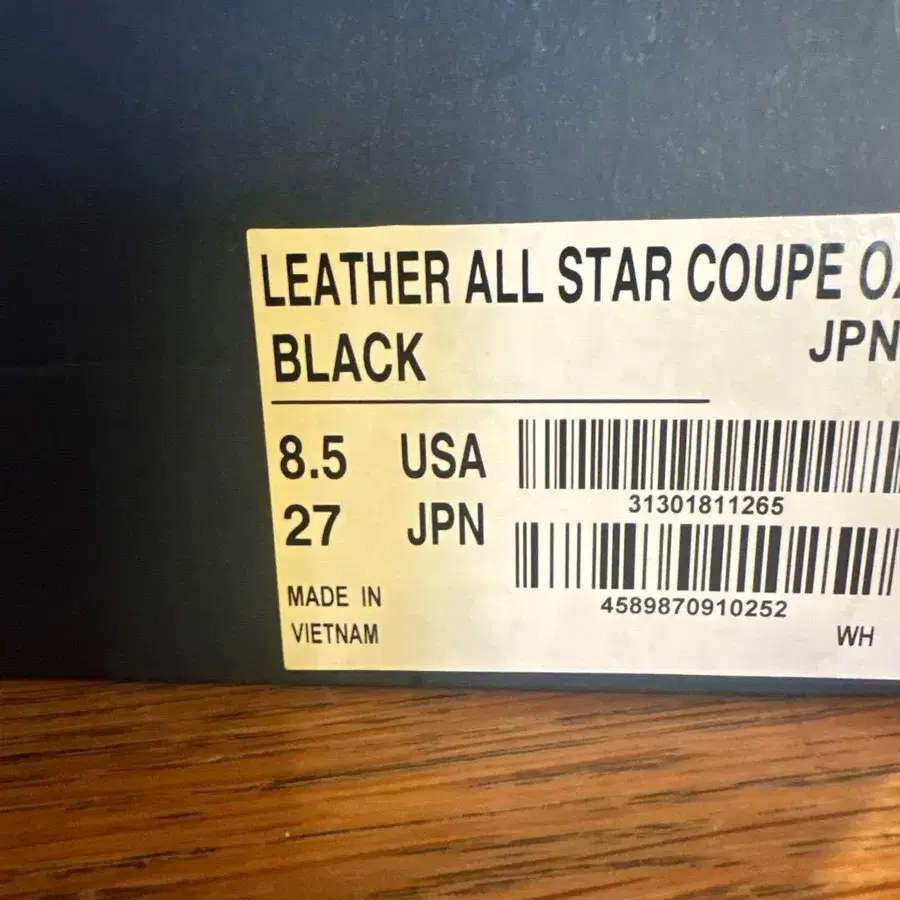 LEATHER ALL STAR COUPE
BLACK JPN
8.5 USA
31301811265
27 JPN
4589870910252
MADE IN
VIETNAM
WH